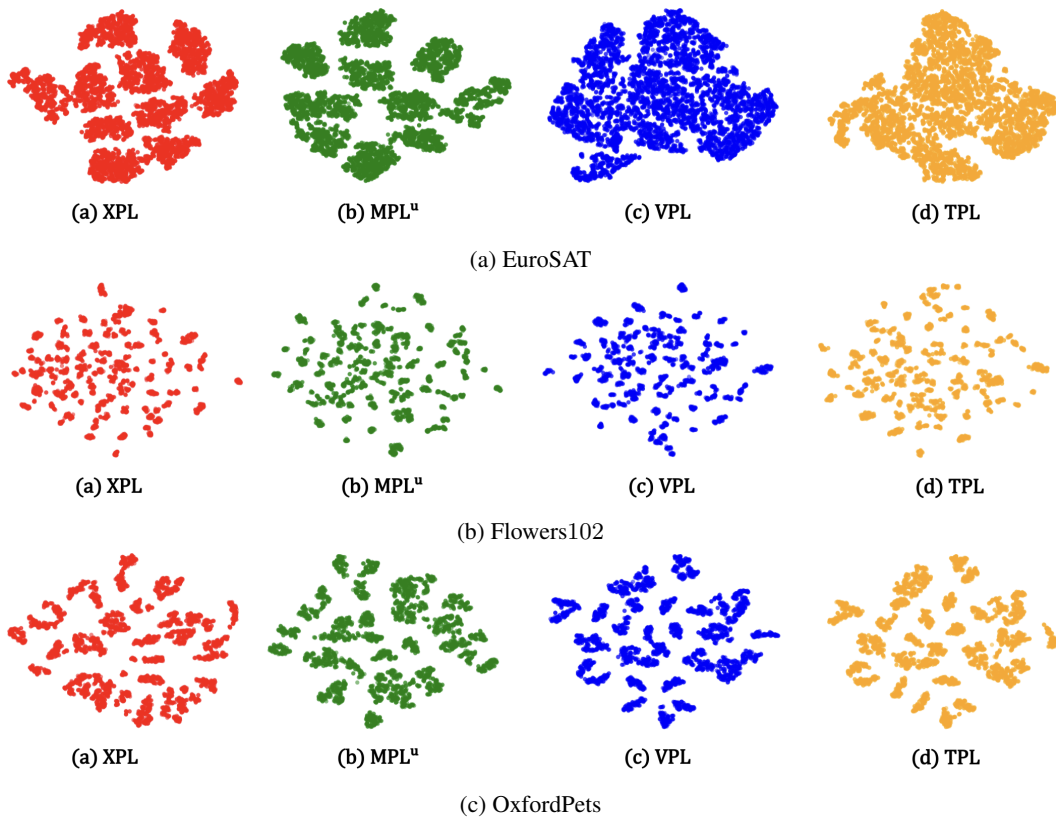 (a) XPL (b) MPLᵘ (c) VPL (d) TPL
(a) EuroSAT
(a) XPL (b) MPLᵘ (c) VPL (d) TPL
(b) Flowers102
(a) XPL (b) MPLᵘ (c) VPL (d) TPL
(c) OxfordPets